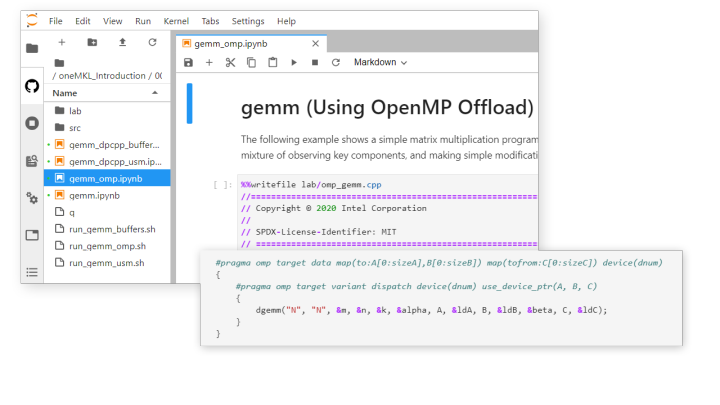 File Edit View Run Kernel Tabs Settings Help
gemm_omp.ipynb
Markdown
/ oneMKL_Introduction /
Name
lab
src
gemm_dpcpp_buffer...
gemm_dpcpp_usm.ip...
gemm_omp.ipynb
gemm.ipynb
q
run_gemm_buffers.sh
run_gemm_omp.sh
run_gemm_usm.sh
gemm (Using OpenMP Offload)
The following example shows a simple matrix multiplication program
mixture of observing key components, and making simple modificati
[ ]: %%writefile lab/omp_gemm.cpp
//==========================================================
// Copyright © 2020 Intel Corporation
//
// SPDX-License-Identifier: MIT
// =========================================================
#pragma omp target data map(to:A[0:sizeA],B[0:sizeB]) map(tofrom:C[0:sizeC]) device(dnum)
{
#pragma omp target variant dispatch device(dnum) use_device_ptr(A, B, C)
{
dgemm("N", "N", &m, &n, &k, &alpha, A, &ldA, B, &ldB, &beta, C, &ldC);
}
}